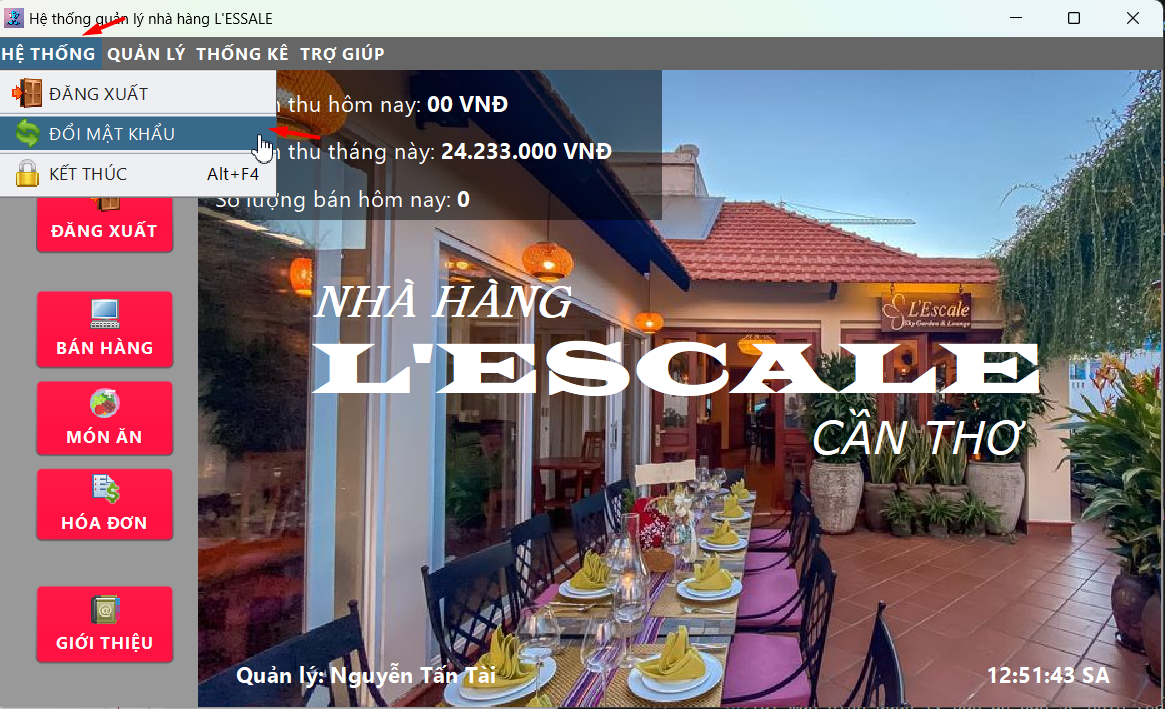 Hệ thống quản lý nhà hàng L'ESSALE
HỆ THỐNG QUẢN LÝ THỐNG KÊ TRỢ GIÚP
ĐĂNG XUẤT
ĐỔI MẬT KHẨU
KẾT THÚC Alt+F4
thu hôm nay: 00 VNĐ
thu tháng này: 24.233.000 VNĐ
Số lượng bán hôm nay: 0
ĐĂNG XUẤT
BÁN HÀNG
MÓN ĂN
HÓA ĐƠN
GIỚI THIỆU
NHÀ HÀNG
L'ESCALE
CẦN THƠ
L'Escale
Sky Garden & Lounge
Quản lý: Nguyễn Tấn Tài
12:51:43 SA